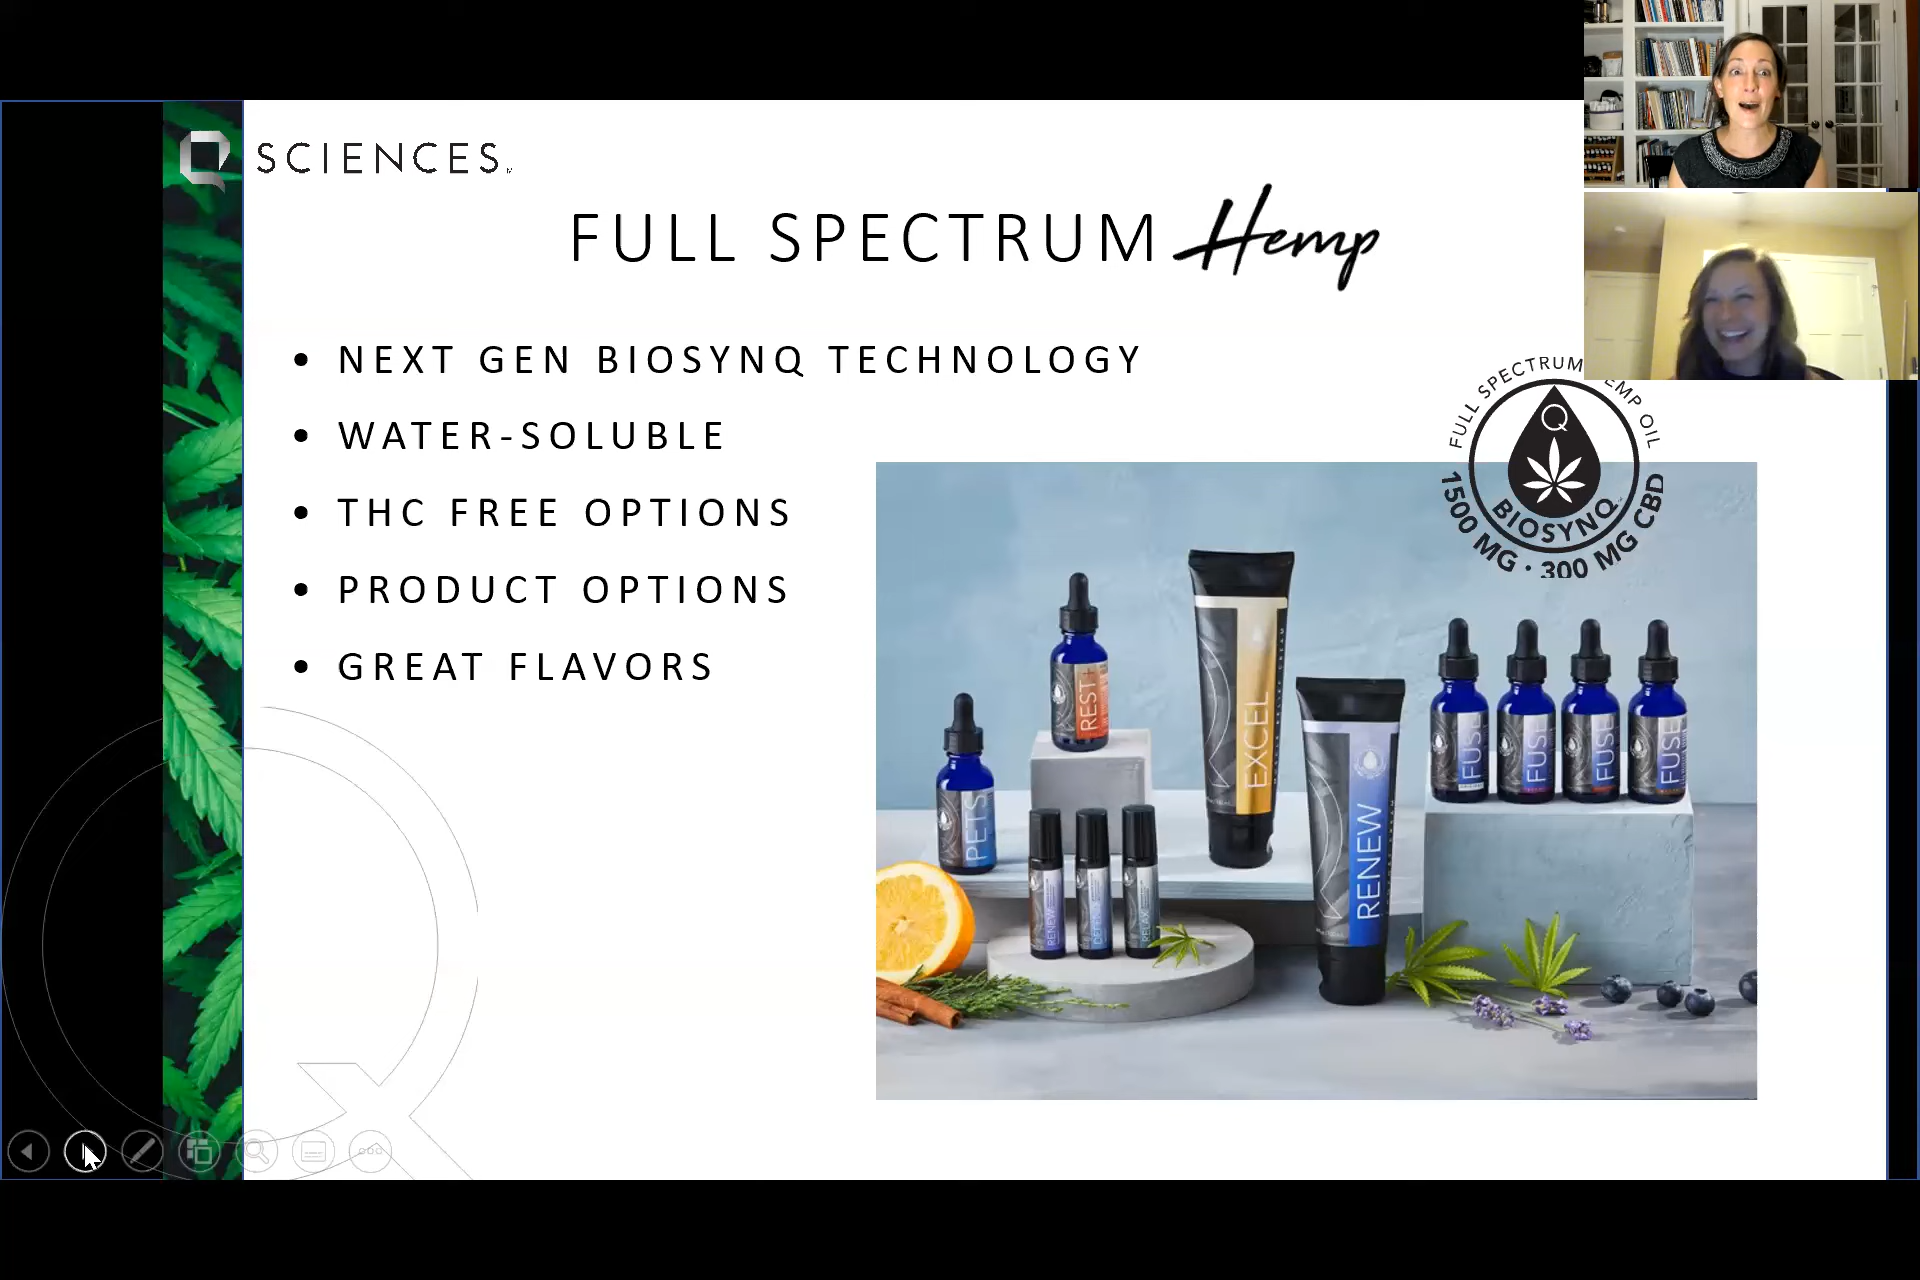 Q SCIENCES
FULL SPECTRUM Hemp
• NEXT GEN BIOSYNQ TECHNOLOGY
• WATER-SOLUBLE
• THC FREE OPTIONS
• PRODUCT OPTIONS
• GREAT FLAVORS
FULL SPECTRUM HEMP OIL
Q
BIOSYNQ
1500 MG · 300 MG CBD
REST+
EXCEL
RENEW
FUSE
FUSE
FUSE
FUSE
PETS
RENEW
RELAX